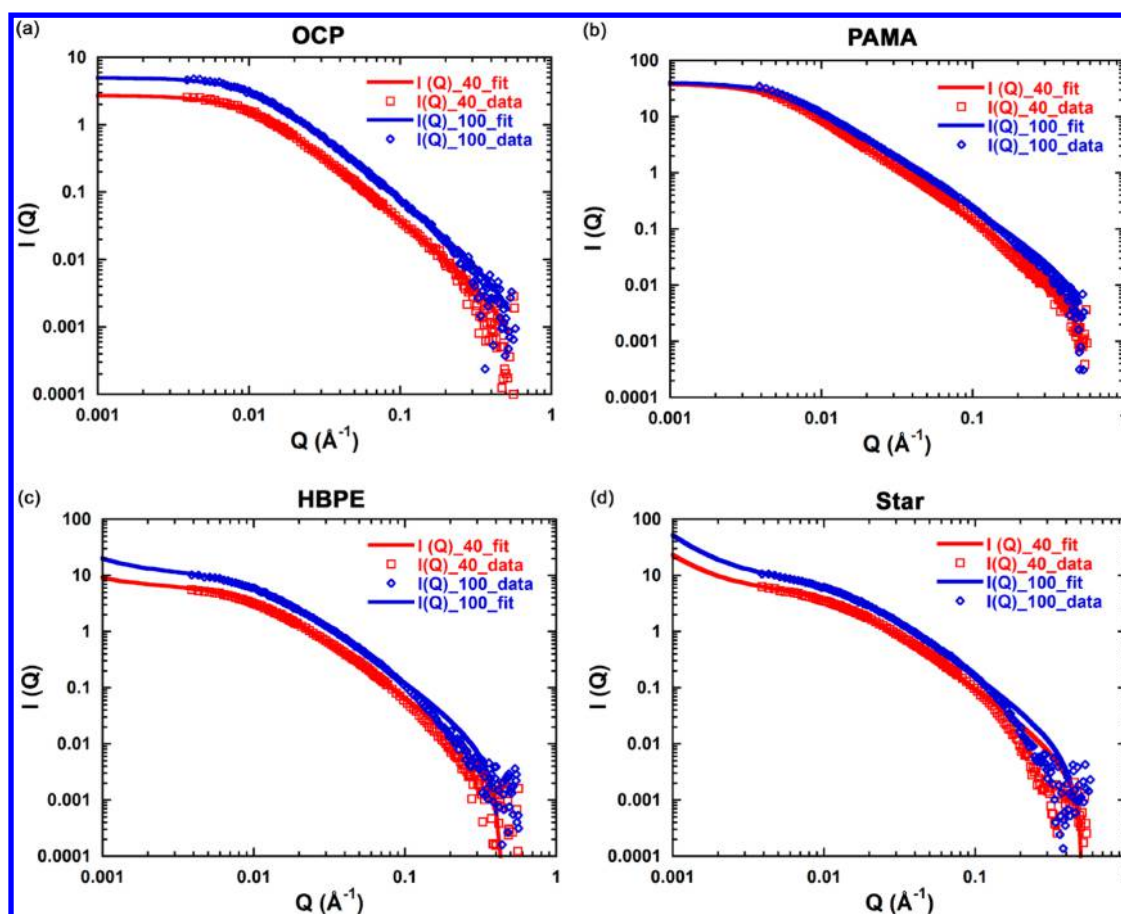 (a)
OCP
10
1
0.1
0.01
0.001
0.0001
I (Q)
I (Q)_40_fit
I(Q)_40_data
I(Q)_100_fit
I(Q)_100_data
0.001
0.01
0.1
1
Q (Å⁻¹)
(b)
PAMA
100
10
1
0.1
0.01
0.001
0.0001
I (Q)
I (Q)_40_fit
I(Q)_40_data
I(Q)_100_fit
I(Q)_100_data
0.001
0.01
0.1
1
Q (Å⁻¹)
(c)
HBPE
100
10
1
0.1
0.01
0.001
0.0001
I (Q)
I (Q)_40_fit
I(Q)_40_data
I(Q)_100_data
I(Q)_100_fit
0.001
0.01
0.1
1
Q (Å⁻¹)
(d)
Star
100
10
1
0.1
0.01
0.001
0.0001
I (Q)
I (Q)_40_fit
I(Q)_40_data
I(Q)_100_fit
I(Q)_100_data
0.001
0.01
0.1
1
Q (Å⁻¹)